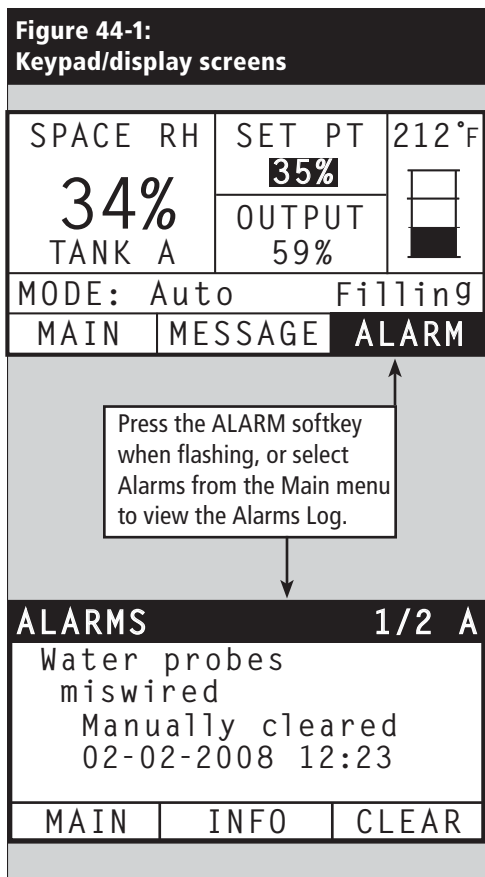 Figure 44-1:
Keypad/display screens
SPACE RH
34%
TANK A
SET PT
35%
OUTPUT
59%
212°F
MODE: Auto Filling
MAIN MESSAGE ALARM
Press the ALARM softkey
when flashing, or select
Alarms from the Main menu
to view the Alarms Log.
ALARMS 1/2 A
Water probes
miswired
Manually cleared
02-02-2008 12:23
MAIN INFO CLEAR